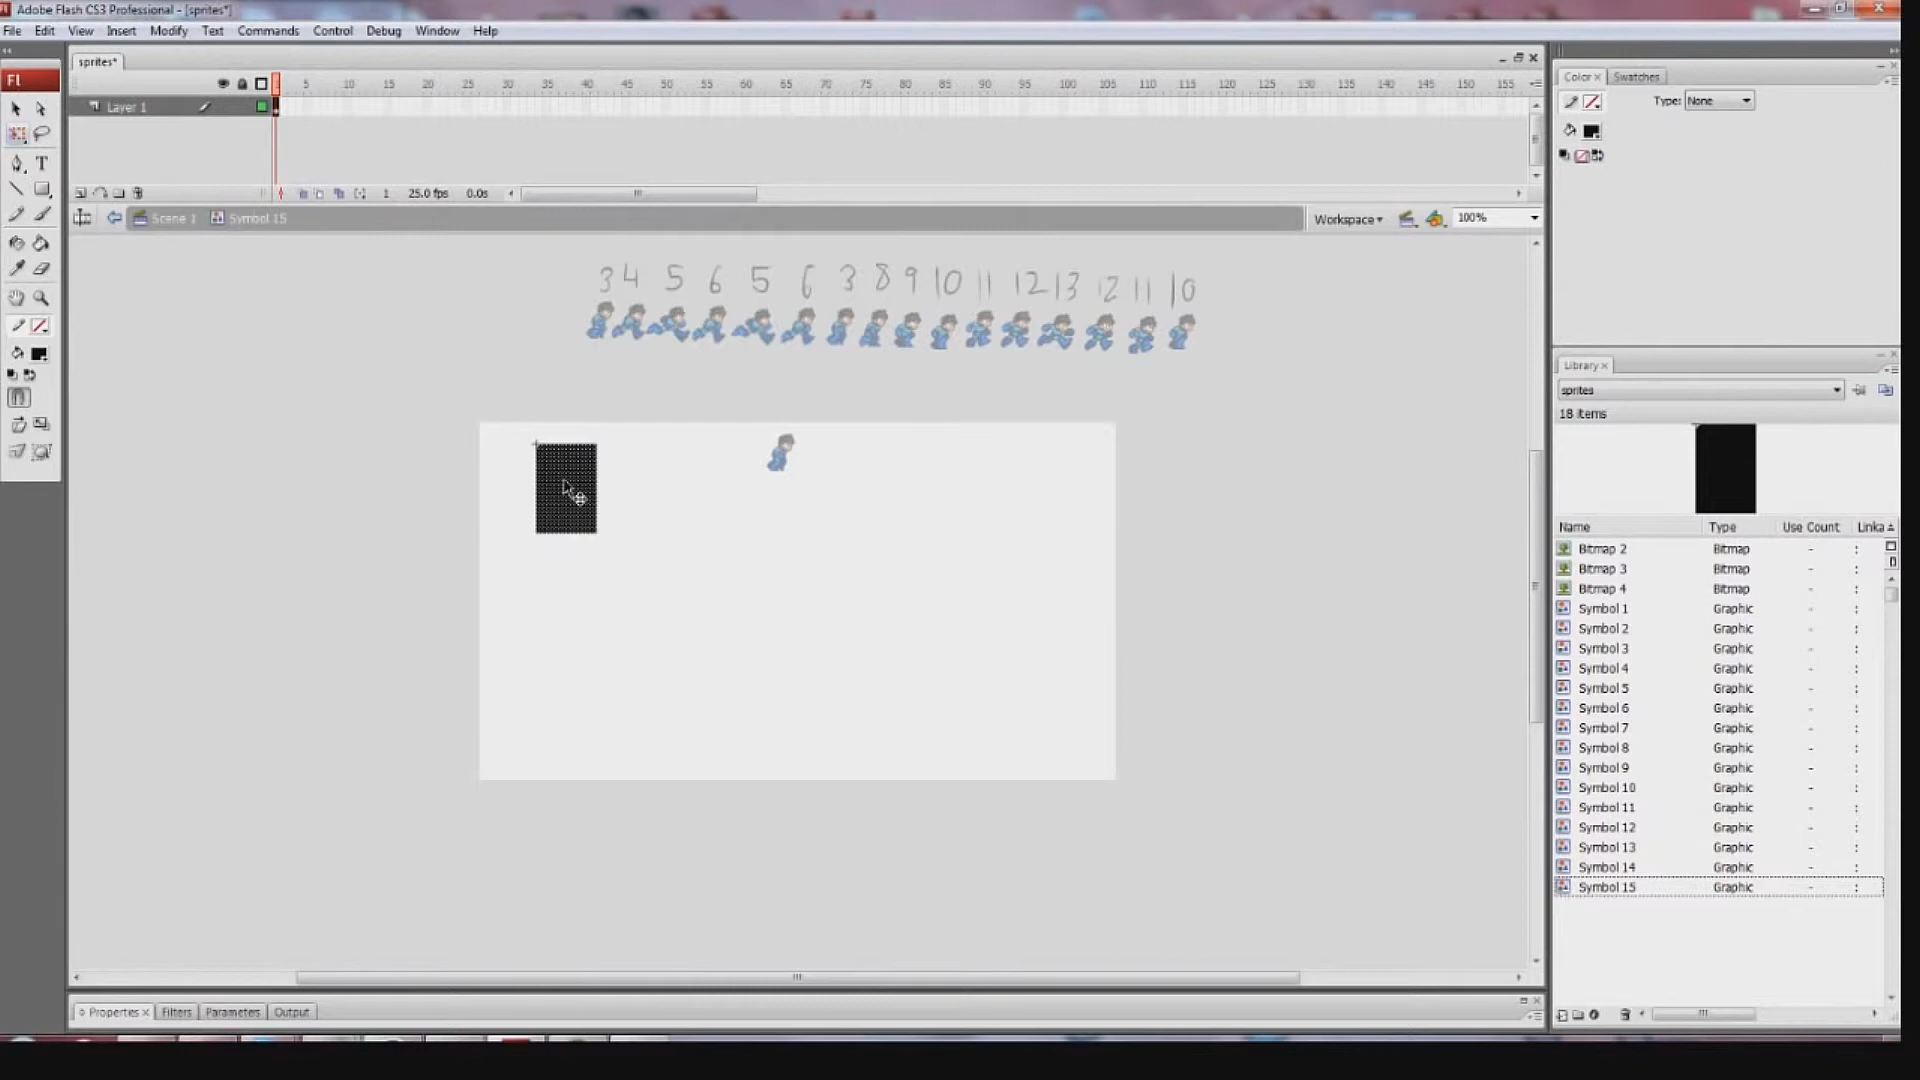 Adobe Flash CS3 Professional - [sprites*]
File Edit View Insert Modify Text Commands Control Debug Window Help
sprites*
Fl
5 10 15 20 25 30 35 40 45 50 55 60 65 70 75 80 85 90 95 100 105 110 115 120 125 130 135 140 145 150 155
Layer 1
1 25.0 fps 0.0s
Scene 1 Symbol 15
Workspace 100%
3 4 5 6 5 6 3 8 9 10 11 12 13 12 11 10
Properties Filters Parameters Output
Color Swatches
Type: None
Library
sprites
18 items
Name Type Use Count Linka
Bitmap 2 Bitmap -
Bitmap 3 Bitmap -
Bitmap 4 Bitmap -
Symbol 1 Graphic -
Symbol 2 Graphic -
Symbol 3 Graphic -
Symbol 4 Graphic -
Symbol 5 Graphic -
Symbol 6 Graphic -
Symbol 7 Graphic -
Symbol 8 Graphic -
Symbol 9 Graphic -
Symbol 10 Graphic -
Symbol 11 Graphic -
Symbol 12 Graphic -
Symbol 13 Graphic -
Symbol 14 Graphic -
Symbol 15 Graphic -